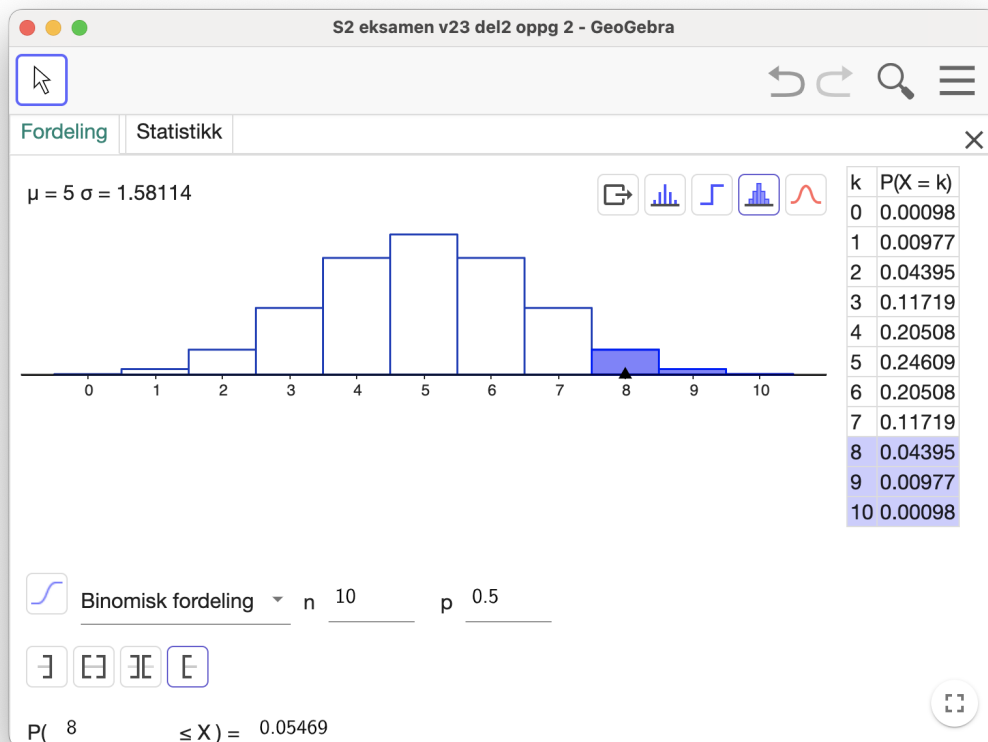 S2 eksamen v23 del2 oppg 2 - GeoGebra
Fordeling Statistikk
μ = 5 σ = 1.58114
0 1 2 3 4 5 6 7 8 9 10
k P(X = k)
0 0.00098
1 0.00977
2 0.04395
3 0.11719
4 0.20508
5 0.24609
6 0.20508
7 0.11719
8 0.04395
9 0.00977
10 0.00098
Binomisk fordeling n 10 p 0.5
P( 8 ≤ X ) = 0.05469